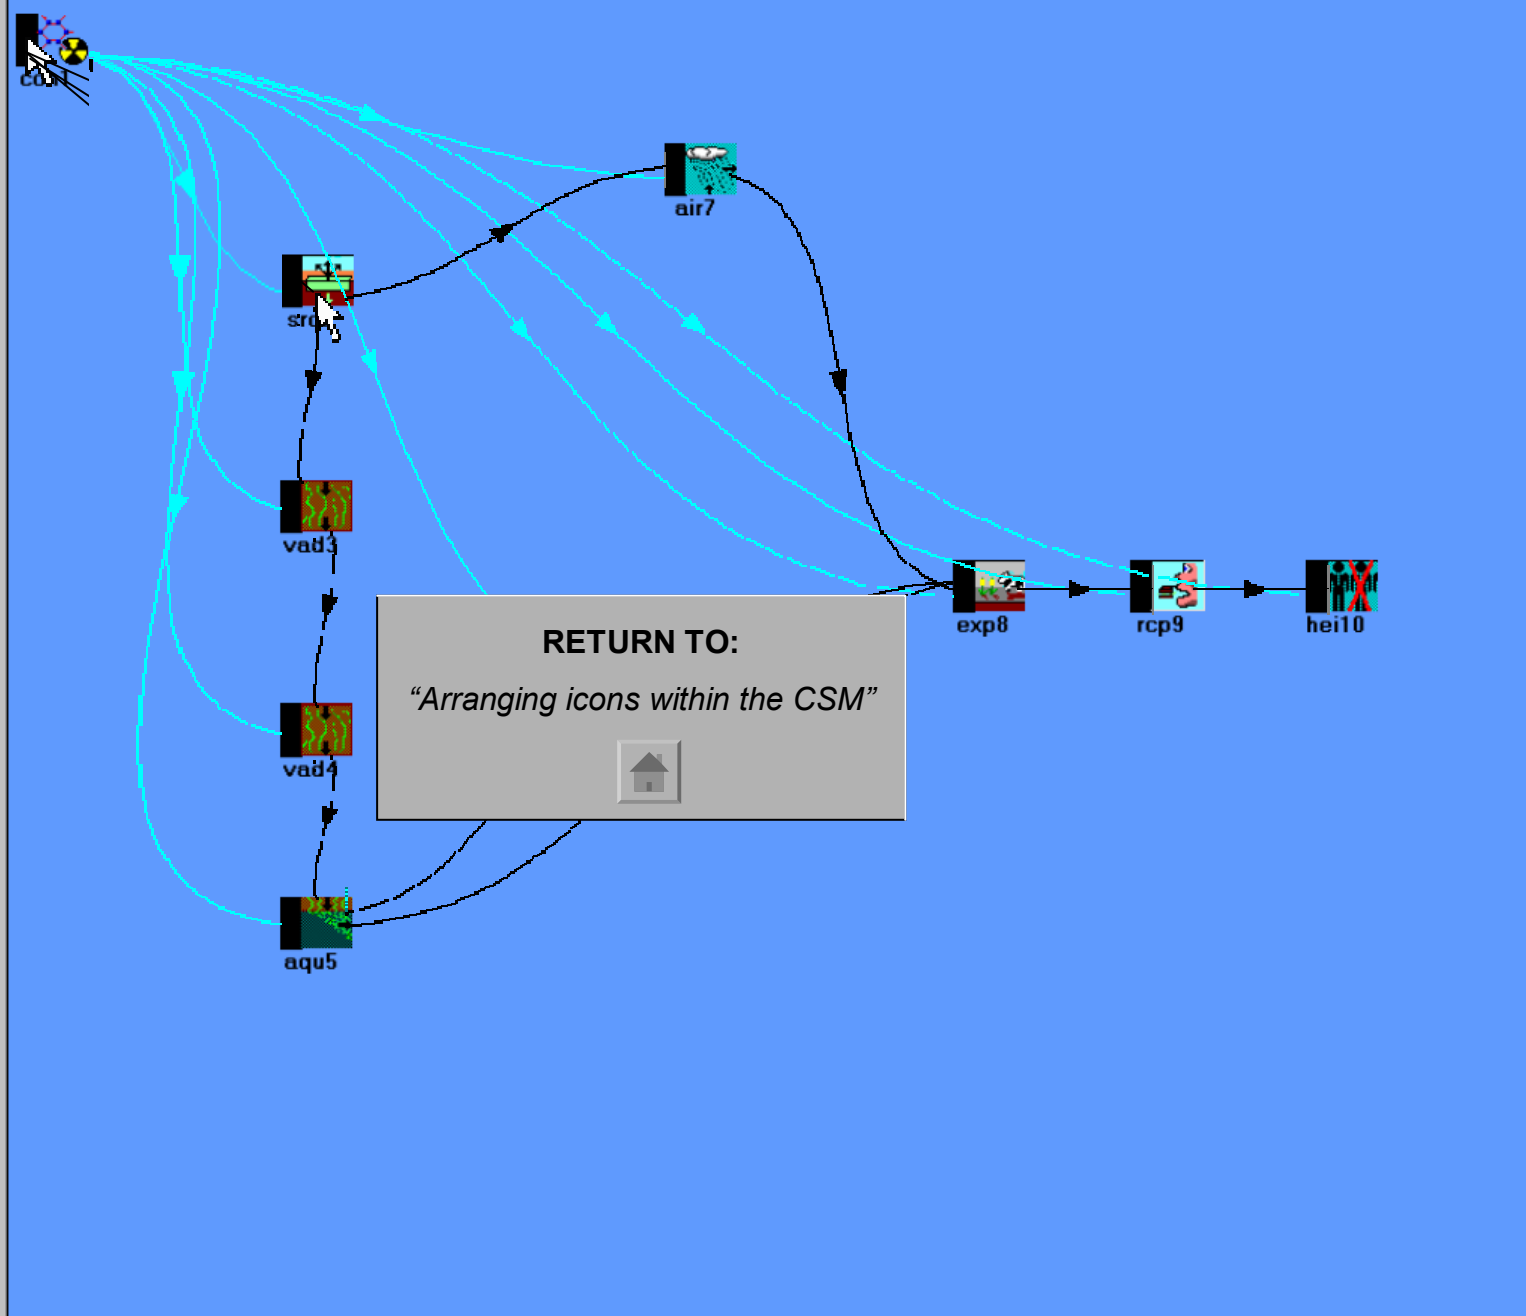 air7
vad3
exp8
rcp9
hei10
RETURN TO:
“Arranging icons within the CSM”
vad4
aqu5